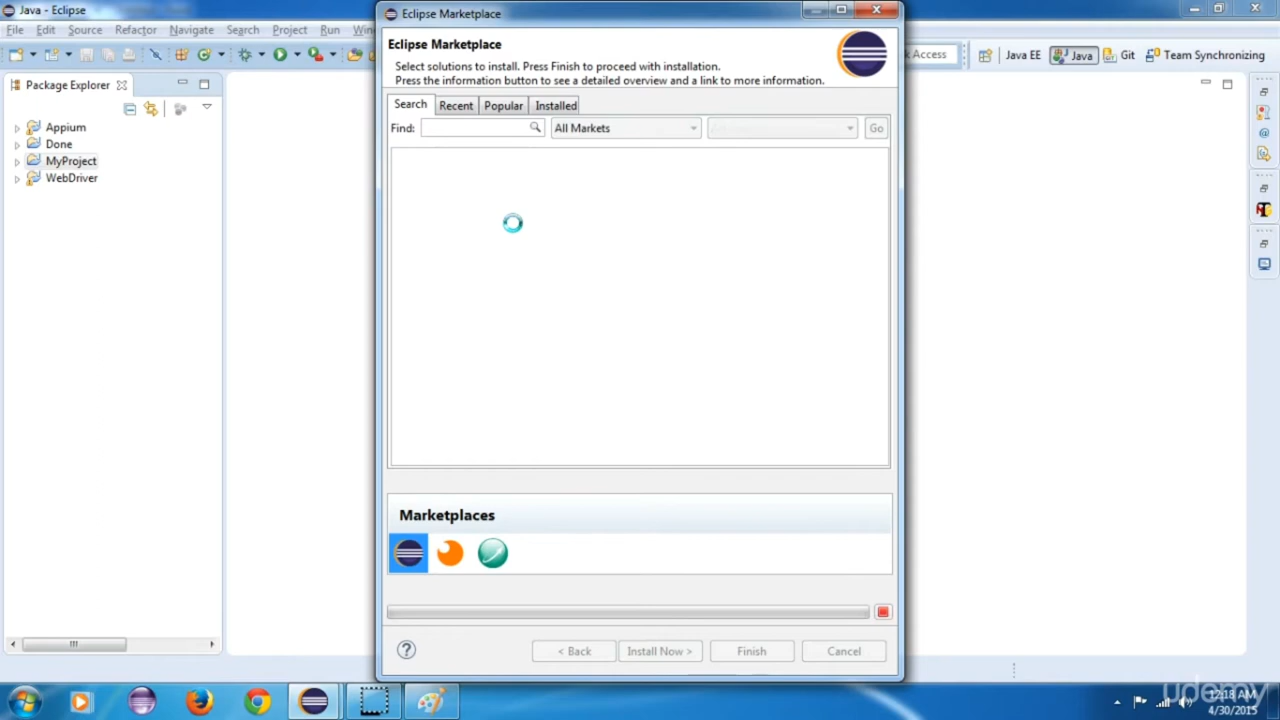 Java - Eclipse
Eclipse Marketplace
File Edit Source Refactor Navigate Search Project Run
Eclipse Marketplace
Select solutions to install. Press Finish to proceed with installation.
Press the information button to see a detailed overview and a link to more information.
Access
Java EE
Java
Git
Team Synchronizing
Package Explorer
Search Recent Popular Installed
Find:
All Markets
Go
Appium
Done
MyProject
WebDriver
Marketplaces
< Back
Install Now >
Finish
Cancel
udemy
12:18 AM
4/30/2015